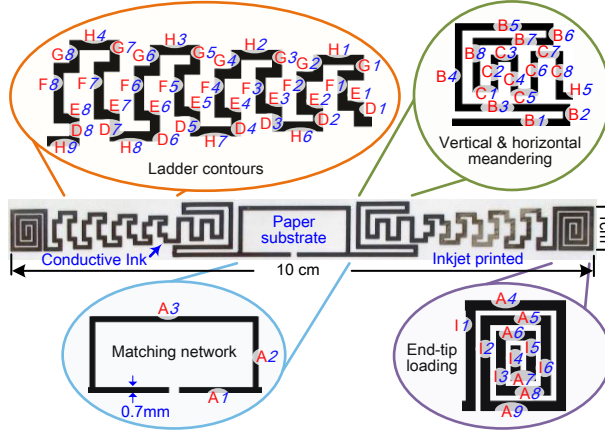 H4 H3 H2 H1
G8 G7 G6 G5 G4 G3 G2 G1
F8 F7 F6 F5 F4 F3 F2 F1
E8 E7 E6 E5 E4 E3 E2 E1
D8 D7 D6 D5 D4 D3 D2 D1
H9 H8 H7 H6
Ladder contours
B5 B6
B7
B8 C3 C7
B4 C2 C4 C6 C8
C1 C5 H5
B3 B2
B1
Vertical & horizontal
meandering
Paper
substrate
Conductive Ink
Inkjet printed
1cm
10 cm
A3
Matching network
A2
A1
0.7mm
A4
I1 A5
A6
I2 I4 I5
I3 A7 I6
A8
A9
End-tip
loading